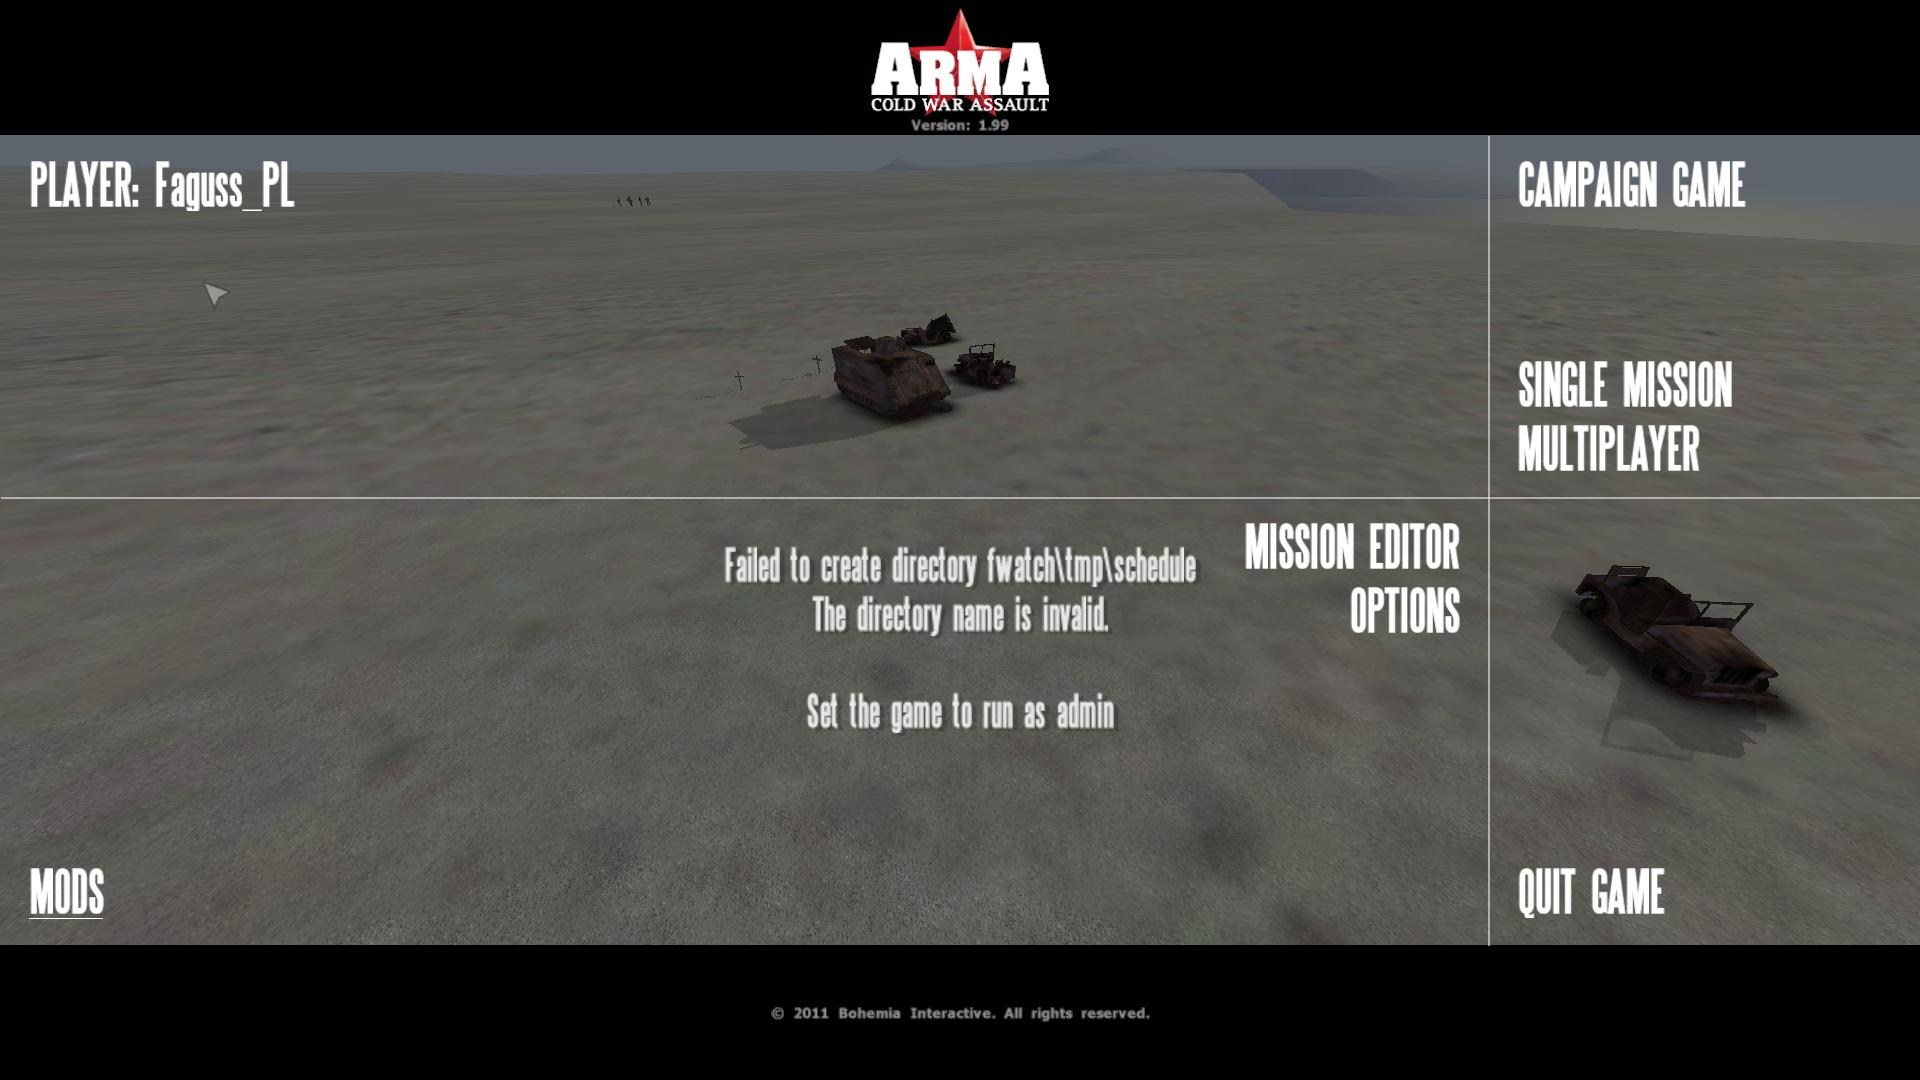 ARMA
COLD WAR ASSAULT
Version: 1.99
PLAYER: Faguss_PL
CAMPAIGN GAME
SINGLE MISSION
MULTIPLAYER
MISSION EDITOR
OPTIONS
Failed to create directory fwatch\tmp\schedule
The directory name is invalid.
Set the game to run as admin
MODS
QUIT GAME
© 2011 Bohemia Interactive. All rights reserved.